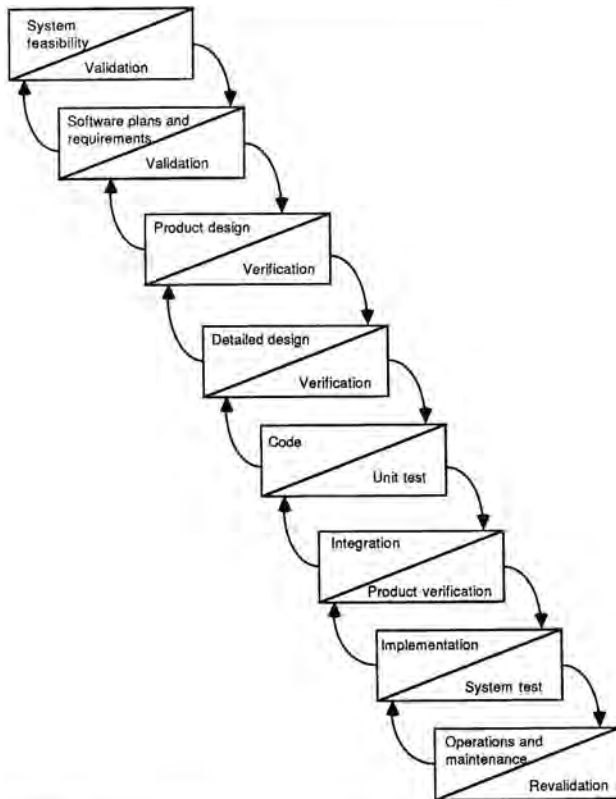 System
feasibility
Validation
Software plans and
requirements
Validation
Product design
Verification
Detailed design
Verification
Code
Unit test
Integration
Product verification
Implementation
System test
Operations and
maintenance
Revalidation